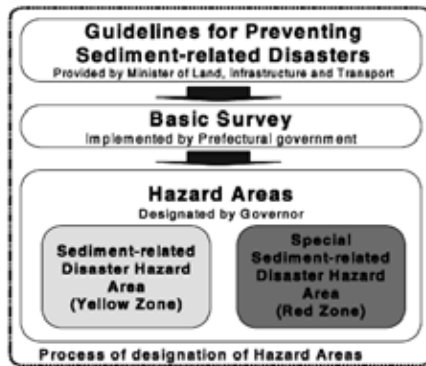 Guidelines for Preventing
Sediment-related Disasters
Provided by Minister of Land, Infrastructure and Transport
Basic Survey
Implemented by Prefectural government
Hazard Areas
Designated by Governor
Sediment-related
Disaster Hazard
Area
(Yellow Zone)
Special
Sediment-related
Disaster Hazard
Area
(Red Zone)
Process of designation of Hazard Areas